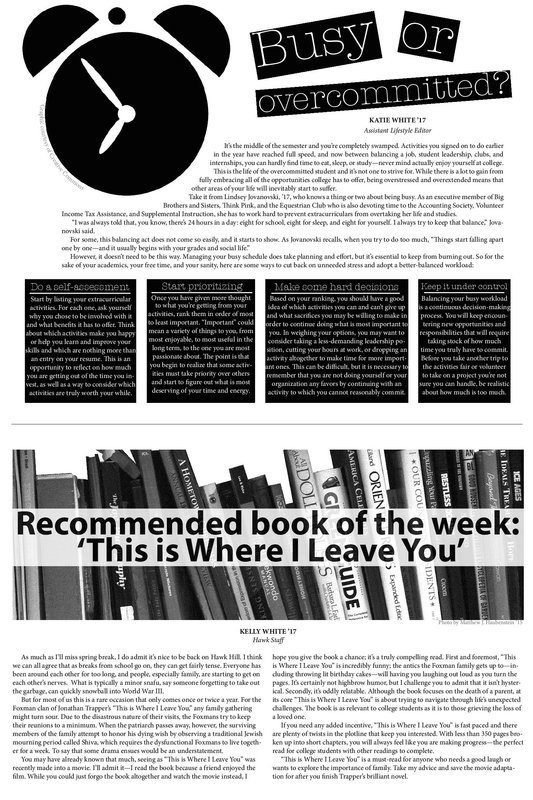 Busy or
overcommitted?
KATIE WHITE '17
Assistant Lifestyle Editor
It's the middle of the semester and you're completely swamped. Activities you signed on to do earlier
in the year have reached full speed, and now between balancing a job, student leadership, clubs, and
internships, you can hardly find time to eat, sleep, or study—never mind actually enjoy yourself at college.
This is the life of the overcommitted student and it's not one to strive for. While there is a lot to gain from
fully embracing all of the opportunities college has to offer, being overstressed and overextended means that
other areas of your life will inevitably start to suffer.
Take it from Lindsey Jovanovski, '17, who knows a thing or two about being busy. As an executive member of Big
Brothers and Sisters, Think Pink, and the Equestrian Club who is also devoting time to the Accounting Society, Volunteer
Income Tax Assistance, and Supplemental Instruction, she has to work hard to prevent extracurriculars from overtaking her life and studies.
"I was always told that, you know, there's 24 hours in a day: eight for school, eight for sleep, and eight for yourself. I always try to keep that balance," Jova-
novski said.
For some, this balancing act does not come so easily, and it starts to show. As Jovanovski recalls, when you try to do too much, "Things start falling apart
one by one—and it usually begins with your grades and social life."
However, it doesn't need to be this way. Managing your busy schedule does take planning and effort, but it's essential to keep from burning out. So for the
sake of your academics, your free time, and your sanity, here are some ways to cut back on unneeded stress and adopt a better-balanced workload:
Do a self-assessment
Start by listing your extracurricular
activities. For each one, ask yourself
why you chose to be involved with it
and what benefits it has to offer. Think
about which activities make you happy
or help you learn and improve your
skills and which are nothing more than
an entry on your resume. This is an
opportunity to reflect on how much
you are getting out of the time you in-
vest, as well as a way to consider which
activities are truly worth your while.
Start prioritizing
Once you have given more thought
to what you're getting from your
activities, rank them in order of most
to least important. "Important" could
mean a variety of things to you, from
most enjoyable, to most useful in the
long term, to the one you are most
passionate about. The point is that
you begin to realize that some activ-
ities must take priority over others
and start to figure out what is most
deserving of your time and energy.
Make some hard decisions
Based on your ranking, you should have a good
idea of which activities you can and can't give up
and what sacrifices you may be willing to make in
order to continue doing what is most important to
you. In weighing your options, you may want to
consider taking a less-demanding leadership po-
sition, cutting your hours at work, or dropping an
activity altogether to make time for more import-
ant ones. This can be difficult, but it is necessary to
remember that you are not doing yourself or your
organization any favors by continuing with an
activity to which you cannot reasonably commit.
Keep it under control
Balancing your busy workload
is a continuous decision-making
process. You will keep encoun-
tering new opportunities and
responsibilities that will require
taking stock of how much
time you truly have to commit.
Before you take another trip to
the activities fair or volunteer
to take on a project you're not
sure you can handle, be realistic
about how much is too much.
Recommended book of the week:
'This is Where I Leave You'
Photo by Matthew J. Haubenstein '15
KELLY WHITE '17
Hawk Staff
As much as I'll miss spring break, I do admit it's nice to be back on Hawk Hill. I think
we can all agree that as breaks from school go on, they can get fairly tense. Everyone has
been around each other for too long, and people, especially family, are starting to get on
each other's nerves. What is typically a minor snafu, say someone forgetting to take out
the garbage, can quickly snowball into World War III.
But for most of us this is a rare occasion that only comes once or twice a year. For the
Foxman clan of Jonathan Trapper's "This is Where I Leave You," any family gathering
might turn sour. Due to the disastrous nature of their visits, the Foxmans try to keep
their reunions to a minimum. When the patriarch passes away, however, the surviving
members of the family attempt to honor his dying wish by observing a traditional Jewish
mourning period called Shiva, which requires the dysfunctional Foxmans to live togeth-
er for a week. To say that some drama ensues would be an understatement.
You may have already known that much, seeing as "This is Where I Leave You" was
recently made into a movie. I'll admit it—I read the book because a friend enjoyed the
film. While you could just forgo the book altogether and watch the movie instead, I
hope you give the book a chance; it's a truly compelling read. First and foremost, "This
is Where I Leave You" is incredibly funny; the antics the Foxman family gets up to—in-
cluding throwing lit birthday cakes—will having you laughing out loud as you turn the
pages. It's certainly not highbrow humor, but I challenge you to admit that it isn't hyster-
ical. Secondly, it's oddly relatable. Although the book focuses on the death of a parent, at
its core "This is Where I Leave You" is about trying to navigate through life's unexpected
challenges. The book is as relevant to college students as it is to those grieving the loss of
a loved one.
If you need any added incentive, "This is Where I Leave You" is fast paced and there
are plenty of twists in the plotline that keep you interested. With less than 350 pages bro-
ken up into short chapters, you will always feel like you are making progress—the perfect
read for college students with other readings to complete.
"This is Where I Leave You" is a must-read for anyone who needs a good laugh or
wants to explore the importance of family. Take my advice and save the movie adapta-
tion for after you finish Trapper's brilliant novel.